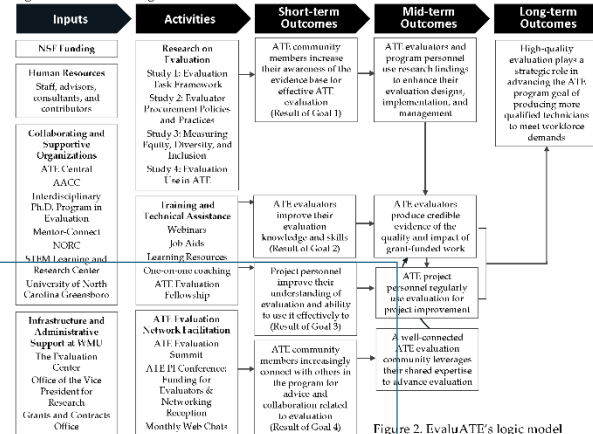 Inputs
Activities
Short-term
Outcomes
Mid-term
Outcomes
Long-term
Outcomes
NSF Funding
Human Resources
Staff, advisors,
consultants, and
contributors
Collaborating and
Supportive
Organizations
ATE Central
AACC
Interdisciplinary
Ph.D. Program in
Evaluation
Mentor-Connect
NORC
STEM Learning and
Research Center
University of North
Carolina Greensboro
Infrastructure and
Administrative
Support at WMU
The Evaluation
Center
Office of the Vice
President for
Research
Grants and Contracts
Office
Research on
Evaluation
Study 1: Evaluation
Task Framework
Study 2: Evaluator
Procurement Policies
and Practices
Study 3: Measuring
Equity, Diversity, and
Inclusion
Study 4: Evaluation
Use in ATE
Training and
Technical Assistance
Webinars
Job Aids
Learning Resources
One-on-one coaching
ATE Evaluation
Fellowship
ATE Evaluation
Network Facilitation
ATE Evaluation
Summit
ATE PI Conference:
Funding for
Evaluators &
Networking
Reception
Monthly Web Chats
ATE community
members increase
their awareness of the
evidence base for
effective ATE
evaluation
(Result of Goal 1)
ATE evaluators
improve their
evaluation
knowledge and skills
(Result of Goal 2)
Project personnel
improve their
understanding of
evaluation and ability
to use it effectively to
(Result of Goal 3)
ATE community
members increasingly
connect with others in
the program for
advice and
collaboration related
to evaluation
(Result of Goal 4)
ATE evaluators and
program personnel
use research findings
to enhance their
evaluation designs,
implementation, and
management
ATE evaluators
produce credible
evidence of the
quality and impact of
grant-funded work
ATE project
personnel regularly
use evaluation for
project improvement
A well-connected
ATE evaluation
community leverages
their shared expertise
to advance evaluation
High-quality
evaluation plays a
strategic role in
advancing the ATE
program goal of
producing more
qualified technicians
to meet workforce
demands
Figure 2. EvaluATE's logic model